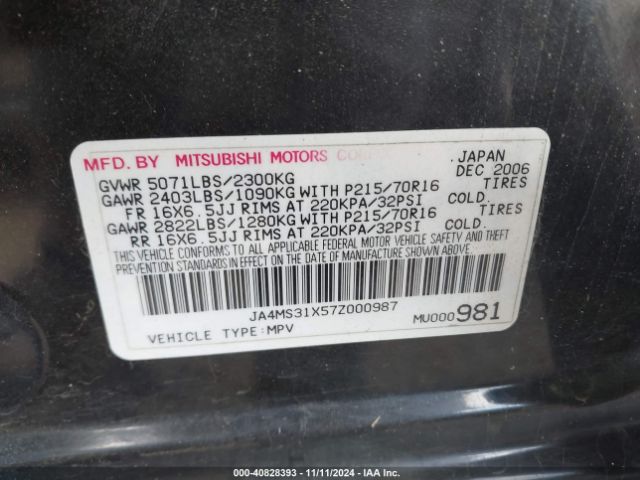 MFD. BY MITSUBISHI MOTORS CORPORATION JAPAN
GVWR 5071LBS/2300KG DEC 2006
GAWR 2403LBS/1090KG WITH P215/70R16 TIRES
FR 16X6.5JJ RIMS AT 220KPA/32PSI COLD.
GAWR 2822LBS/1280KG WITH P215/70R16 TIRES
RR 16X6.5JJ RIMS AT 220KPA/32PSI COLD.
THIS VEHICLE CONFORMS TO ALL APPLICABLE FEDERAL MOTOR VEHICLE SAFETY AND THEFT
PREVENTION STANDARDS IN EFFECT ON THE DATE OF MANUFACTURE SHOWN ABOVE.
JA4MS31X57Z000987
VEHICLE TYPE:MPV MU000981
000-40828393 - 11/11/2024 - IAA Inc.